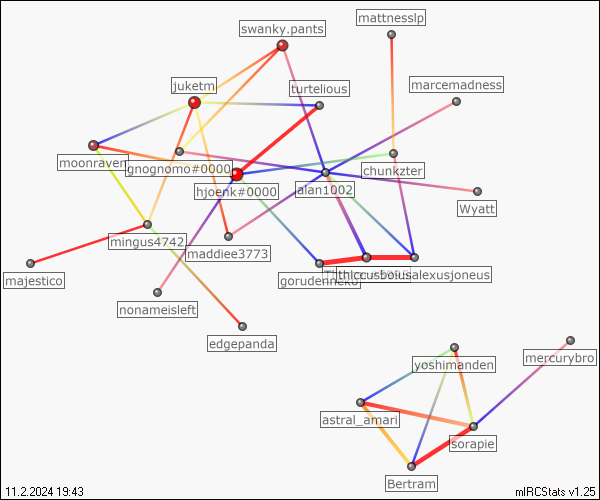 mattnesslp
swanky.pants
juketm
turtelious
marcemadness
moonraven
gnognomo#0000
chunkzter
hjoenk#0000
alan1002
Wyatt
mingus4742
maddiee3773
majestico
gorudenneko
nonameisleft
edgepanda
yoshimanden
mercurybro
astral_amari
sorapie
Bertram
11.2.2024 19:43
mIRCStats v1.25